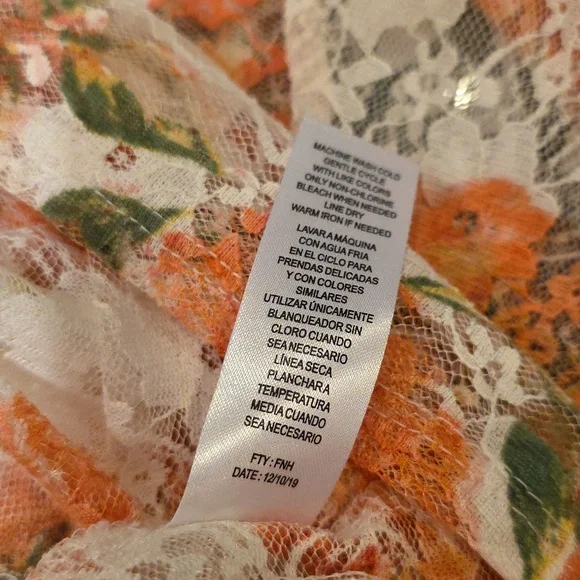 MACHINE WASH COLD
GENTLE CYCLE
WITH LIKE COLORS
ONLY NON-CHLORINE
BLEACH WHEN NEEDED
LINE DRY
WARM IRON IF NEEDED
LAVAR A MÁQUINA
CON AGUA FRIA
EN EL CICLO PARA
PRENDAS DELICADAS
Y CON COLORES
SIMILARES
UTILIZAR ÚNICAMENTE
BLANQUEADOR SIN
CLORO CUANDO
SEA NECESARIO
LÍNEA SECA
PLANCHAR A
TEMPERATURA
MEDIA CUANDO
SEA NECESARIO
FTY : FNH
DATE : 12/10/19